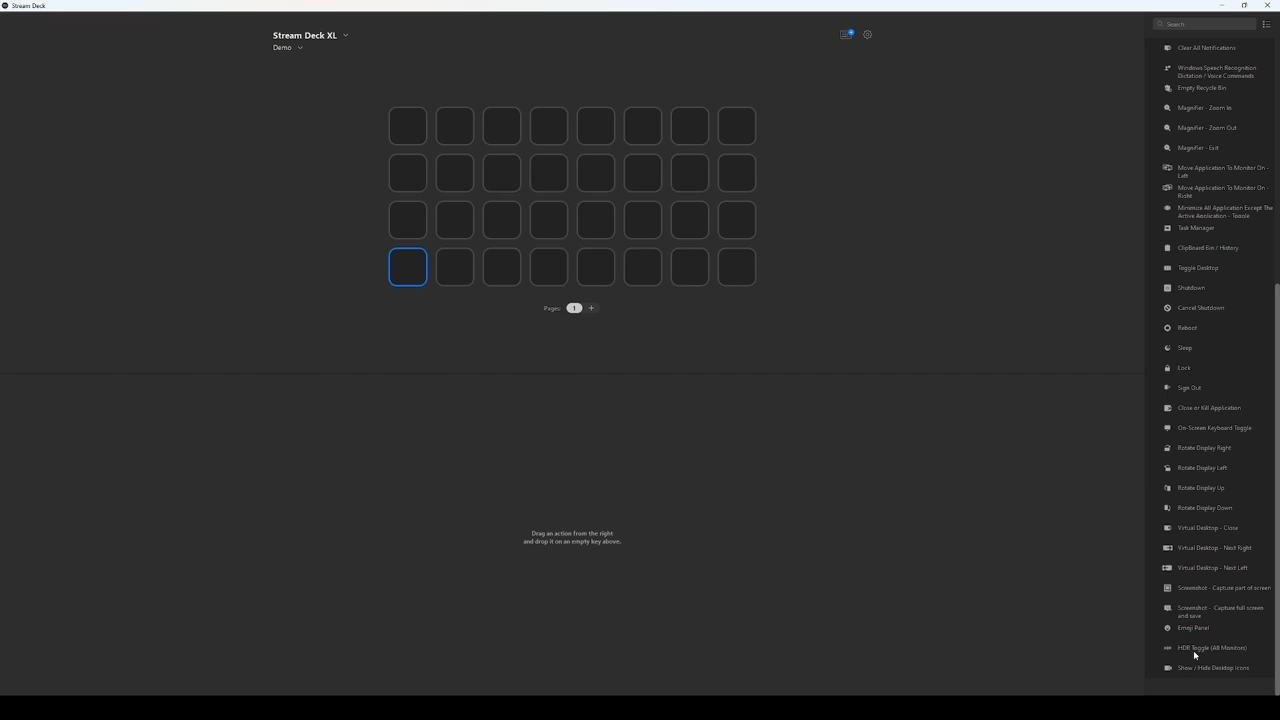 Stream Deck
Stream Deck XL
Demo
Search
Clear All Notifications
Windows Speech Recognition
Dictation / Voice Commands
Empty Recycle Bin
Magnifier - Zoom In
Magnifier - Zoom Out
Magnifier - Exit
Move Application To Monitor On -
Left
Move Application To Monitor On -
Right
Minimize All Application Except The
Active Application - Toggle
Task Manager
ClipBoard Bin / History
Toggle Desktop
Shutdown
Cancel Shutdown
Reboot
Sleep
Lock
Sign Out
Close or Kill Application
On-Screen Keyboard Toggle
Rotate Display Right
Rotate Display Left
Rotate Display Up
Rotate Display Down
Virtual Desktop - Close
Virtual Desktop - Next Right
Virtual Desktop - Next Left
Screenshot - Capture part of screen
Screenshot - Capture full screen
and save
Emoji Panel
HDR Toggle (All Monitors)
Show / Hide Desktop Icons
Pages: 1 +
Drag an action from the right
and drop it on an empty key above.